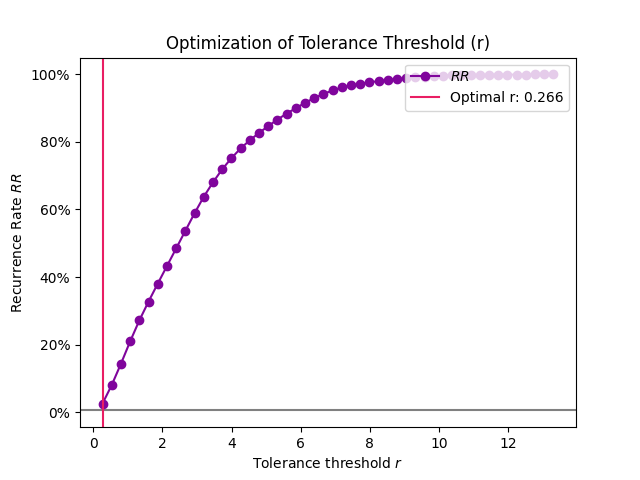 Optimization of Tolerance Threshold (r)
100%
80%
60%
40%
20%
0%
Recurrence Rate RR
RR
Optimal r: 0.266
0 2 4 6 8 10 12
Tolerance threshold r